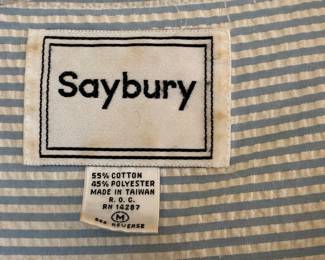 Saybury
55% COTTON
45% POLYESTER
MADE IN TAIWAN
R. O. C.
RN 14287
M
SEE REVERSE